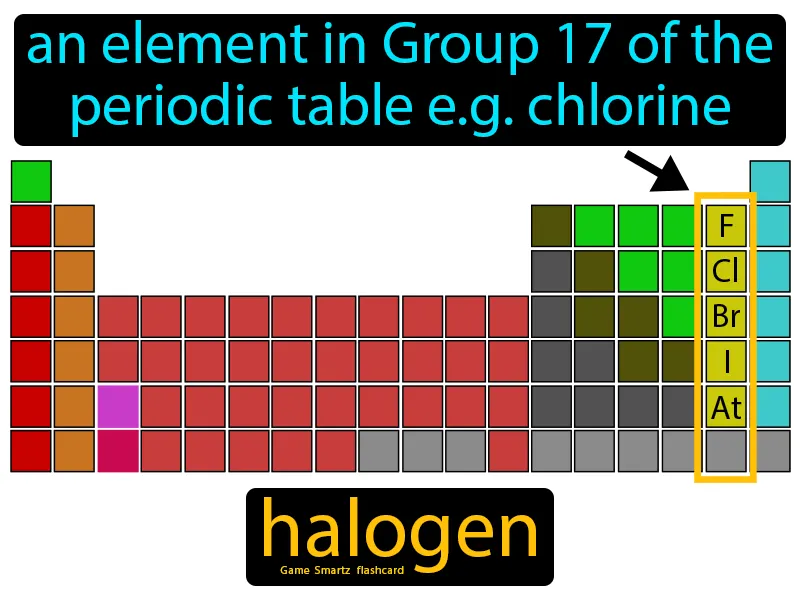 an element in Group 17 of the
periodic table e.g. chlorine
F
Cl
Br
I
At
halogen
Game Smartz flashcard